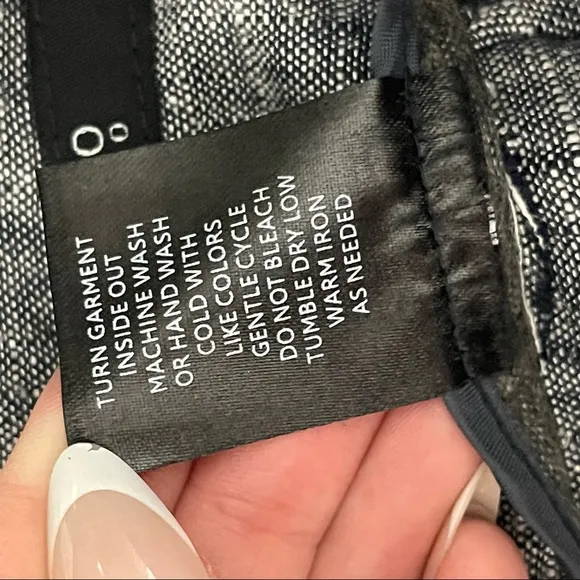 TURN GARMENT
INSIDE OUT
MACHINE WASH
OR HAND WASH
COLD WITH
LIKE COLORS
GENTLE CYCLE
DO NOT BLEACH
TUMBLE DRY LOW
WARM IRON
AS NEEDED